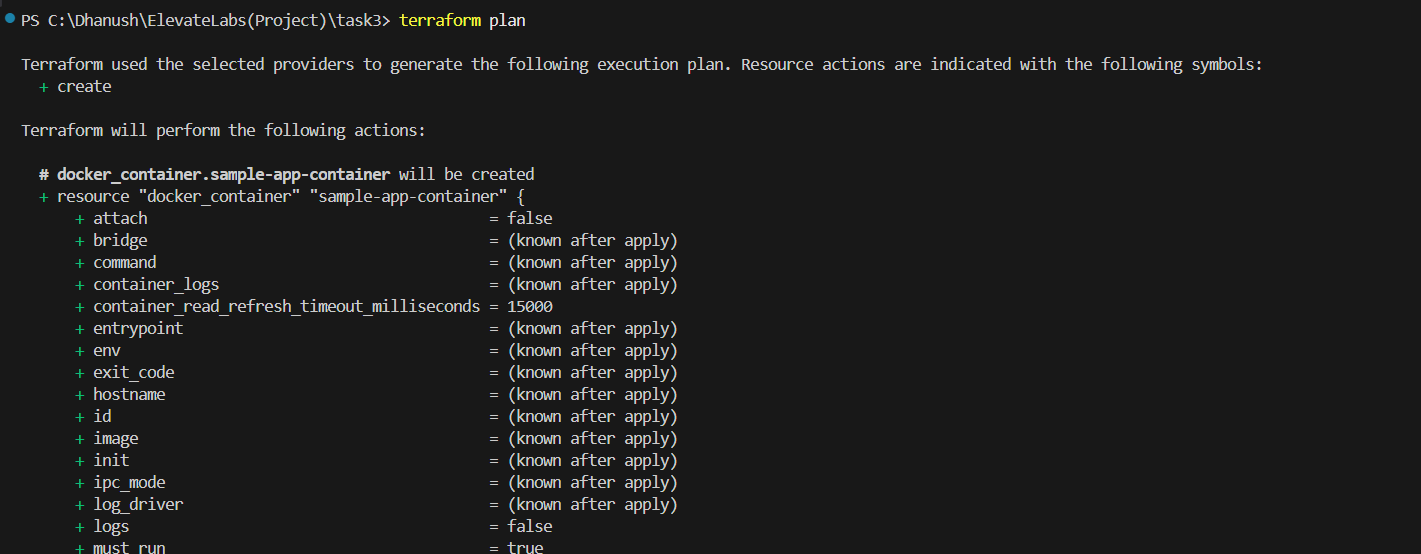 PS C:\Dhanush\ElevateLabs(Project)\task3> terraform plan
Terraform used the selected providers to generate the following execution plan. Resource actions are indicated with the following symbols:
+ create
Terraform will perform the following actions:
# docker_container.sample-app-container will be created
+ resource "docker_container" "sample-app-container" {
+ attach = false
+ bridge = (known after apply)
+ command = (known after apply)
+ container_logs = (known after apply)
+ container_read_refresh_timeout_milliseconds = 15000
+ entrypoint = (known after apply)
+ env = (known after apply)
+ exit_code = (known after apply)
+ hostname = (known after apply)
+ id = (known after apply)
+ image = (known after apply)
+ init = (known after apply)
+ ipc_mode = (known after apply)
+ log_driver = (known after apply)
+ logs = false
+ must_run = true